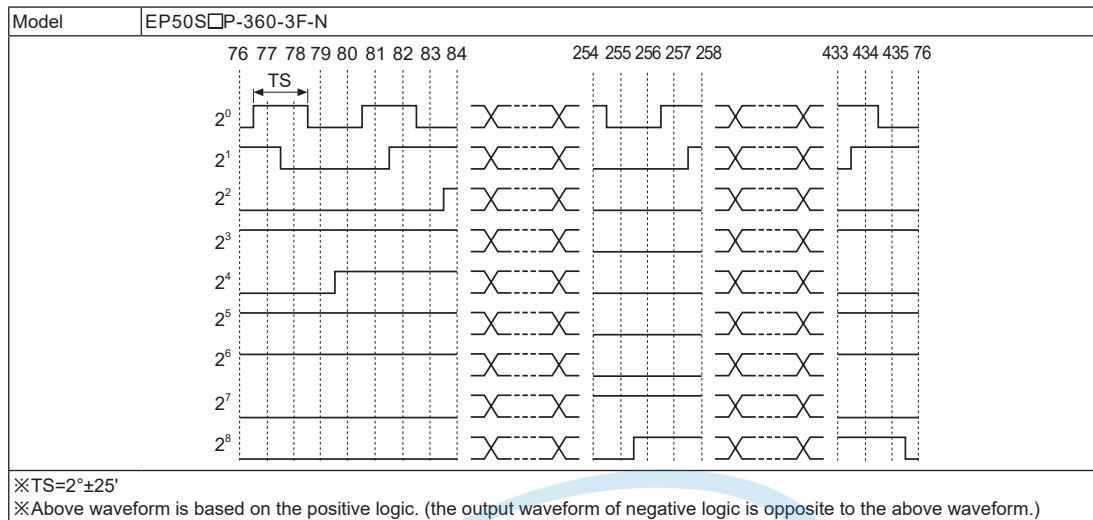 Model EP50S□P-360-3F-N
76 77 78 79 80 81 82 83 84 254 255 256 257 258 433 434 435 76
TS
2⁰
2¹
2²
2³
2⁴
2⁵
2⁶
2⁷
2⁸
※TS=2°±25'
※Above waveform is based on the positive logic. (the output waveform of negative logic is opposite to the above waveform.)